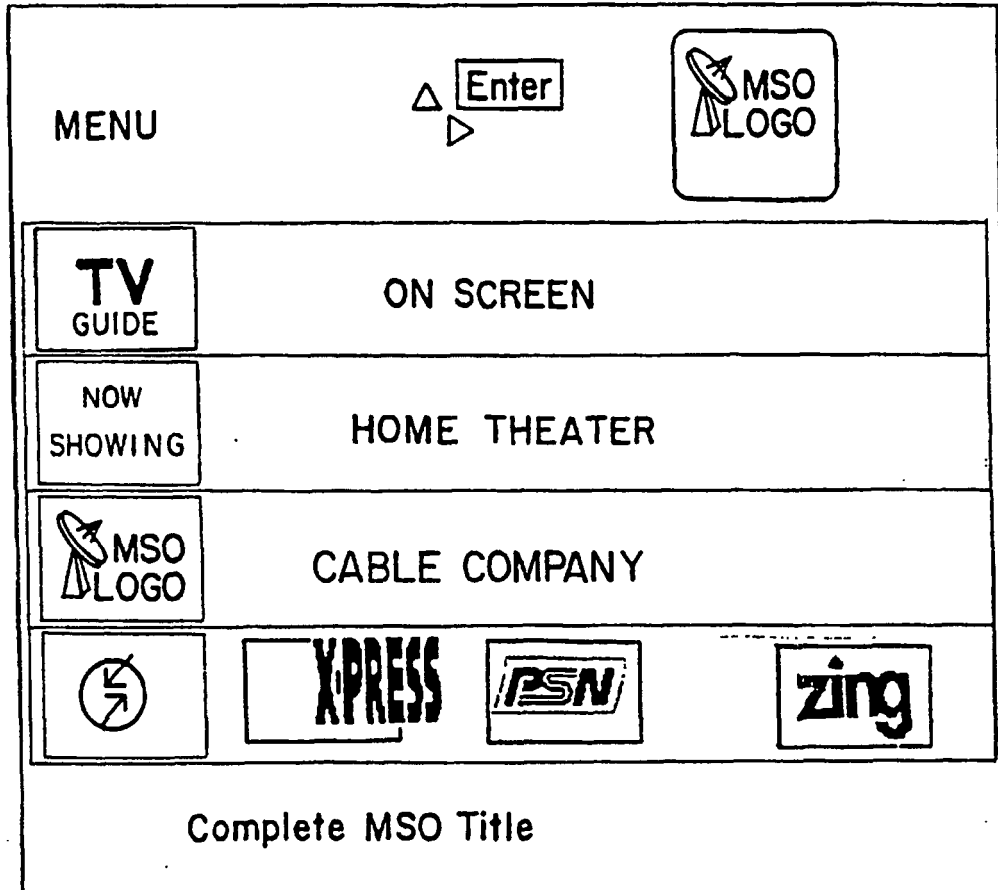 MENU
Enter
MSO
LOGO
TV
GUIDE
ON SCREEN
NOW
SHOWING
HOME THEATER
MSO
LOGO
CABLE COMPANY
X·PRESS
PSN
zing
Complete MSO Title